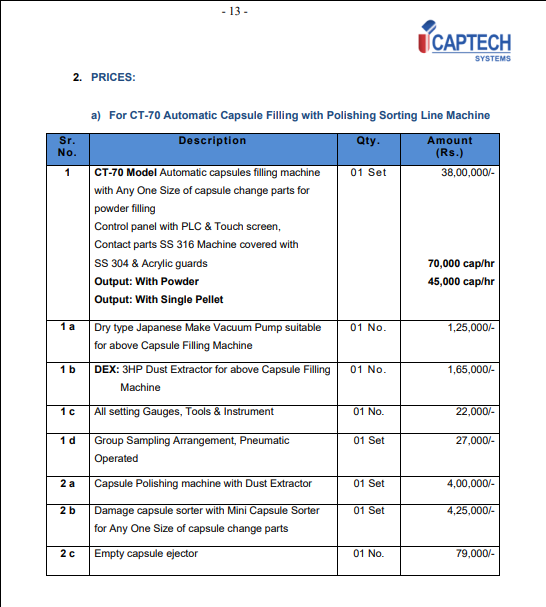 - 13 -
CAPTECH
SYSTEMS
2. PRICES:
a) For CT-70 Automatic Capsule Filling with Polishing Sorting Line Machine
Sr. No. Description Qty. Amount (Rs.)
1 CT-70 Model Automatic capsules filling machine 01 Set 38,00,000/-
with Any One Size of capsule change parts for
powder filling
Control panel with PLC & Touch screen,
Contact parts SS 316 Machine covered with
SS 304 & Acrylic guards 70,000 cap/hr
Output: With Powder 45,000 cap/hr
Output: With Single Pellet
1 a Dry type Japanese Make Vacuum Pump suitable 01 No. 1,25,000/-
for above Capsule Filling Machine
1 b DEX: 3HP Dust Extractor for above Capsule Filling 01 No. 1,65,000/-
Machine
1 c All setting Gauges, Tools & Instrument 01 No. 22,000/-
1 d Group Sampling Arrangement, Pneumatic 01 Set 27,000/-
Operated
2 a Capsule Polishing machine with Dust Extractor 01 Set 4,00,000/-
2 b Damage capsule sorter with Mini Capsule Sorter 01 Set 4,25,000/-
for Any One Size of capsule change parts
2 c Empty capsule ejector 01 No. 79,000/-